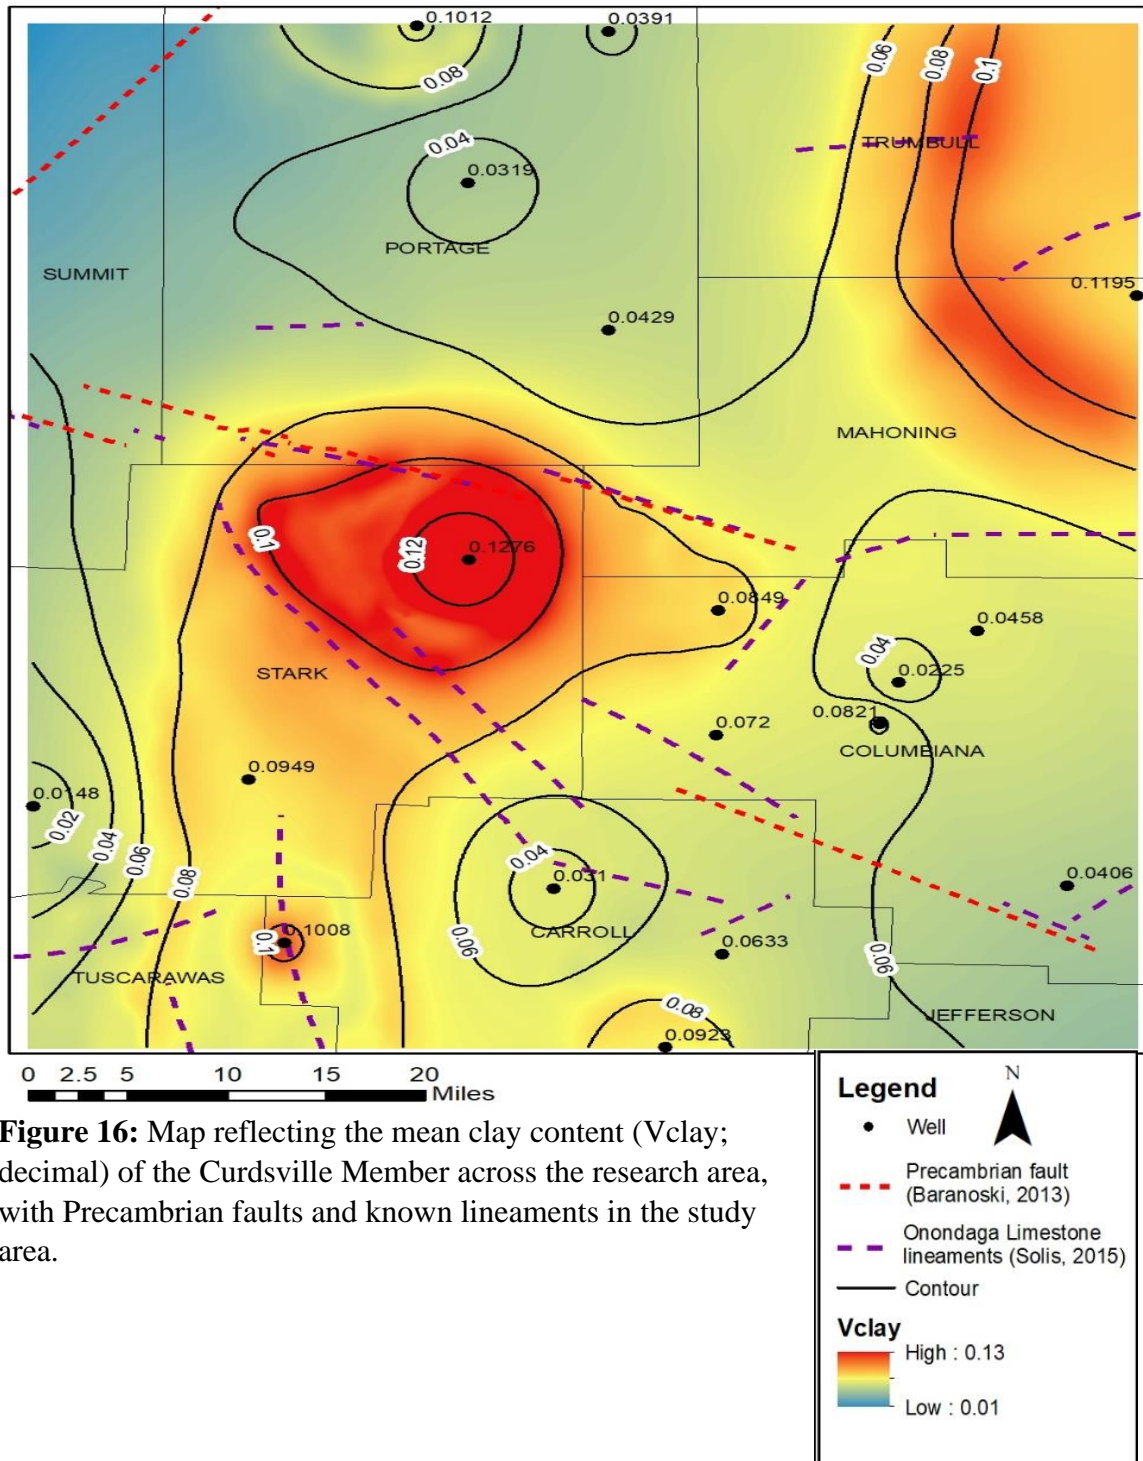 0.1012
0.0391
0.08
0.06
0.08
0.1
0.04
TRUMBULL
0.0319
PORTAGE
SUMMIT
0.1195
0.0429
MAHONING
0.1
0.12
0.1276
0.0849
0.0458
0.04
0.0225
STARK
0.0821
0.072
COLUMBIANA
0.0949
0.0148
0.02
0.04
0.06
0.08
0.04
0.031
0.0406
0.1
0.1008
0.06
CARROLL
0.0633
0.06
TUSCARAWAS
0.08
JEFFERSON
0.0923
0 2.5 5 10 15 20
Miles
Figure 16: Map reflecting the mean clay content (Vclay;
decimal) of the Curdsville Member across the research area,
with Precambrian faults and known lineaments in the study
area.
Legend
N
Well
Precambrian fault
(Baranoski, 2013)
Onondaga Limestone
lineaments (Solis, 2015)
Contour
Vclay
High : 0.13
Low : 0.01